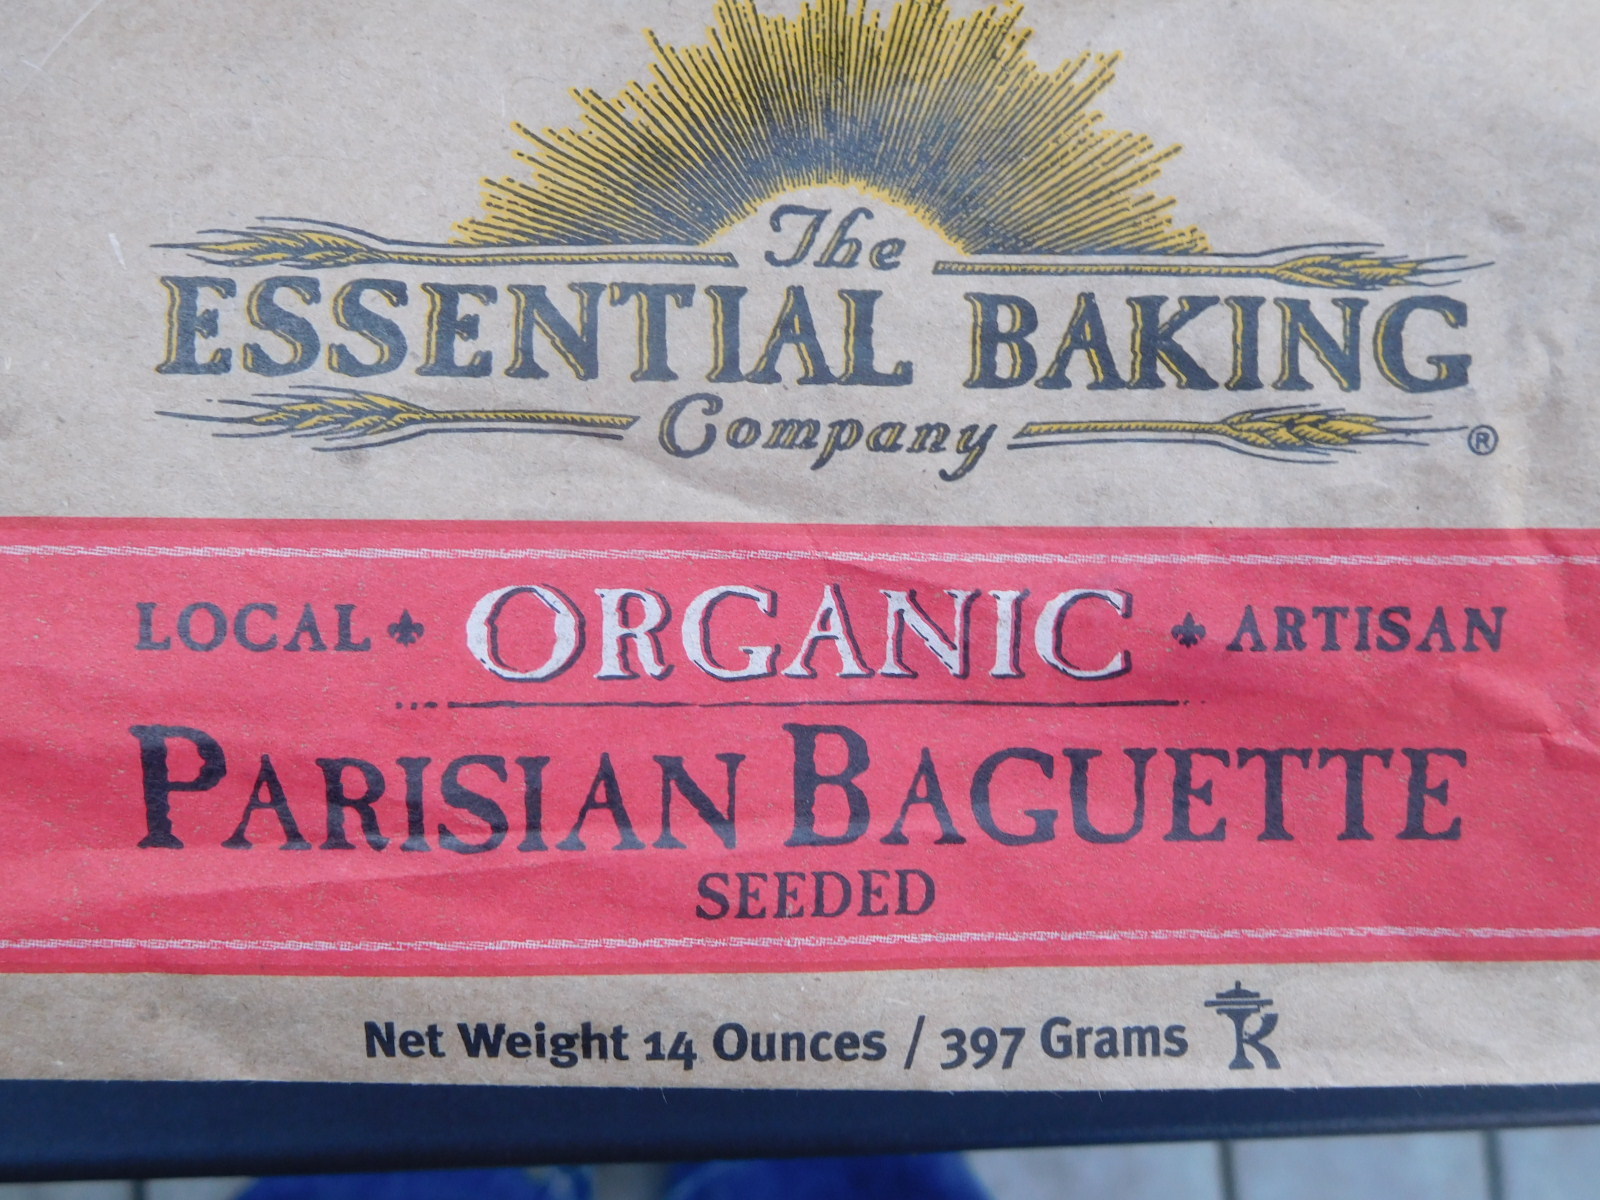 The
ESSENTIAL BAKING
Company ®
LOCAL ORGANIC ARTISAN
PARISIAN BAGUETTE
SEEDED
Net Weight 14 Ounces / 397 Grams K